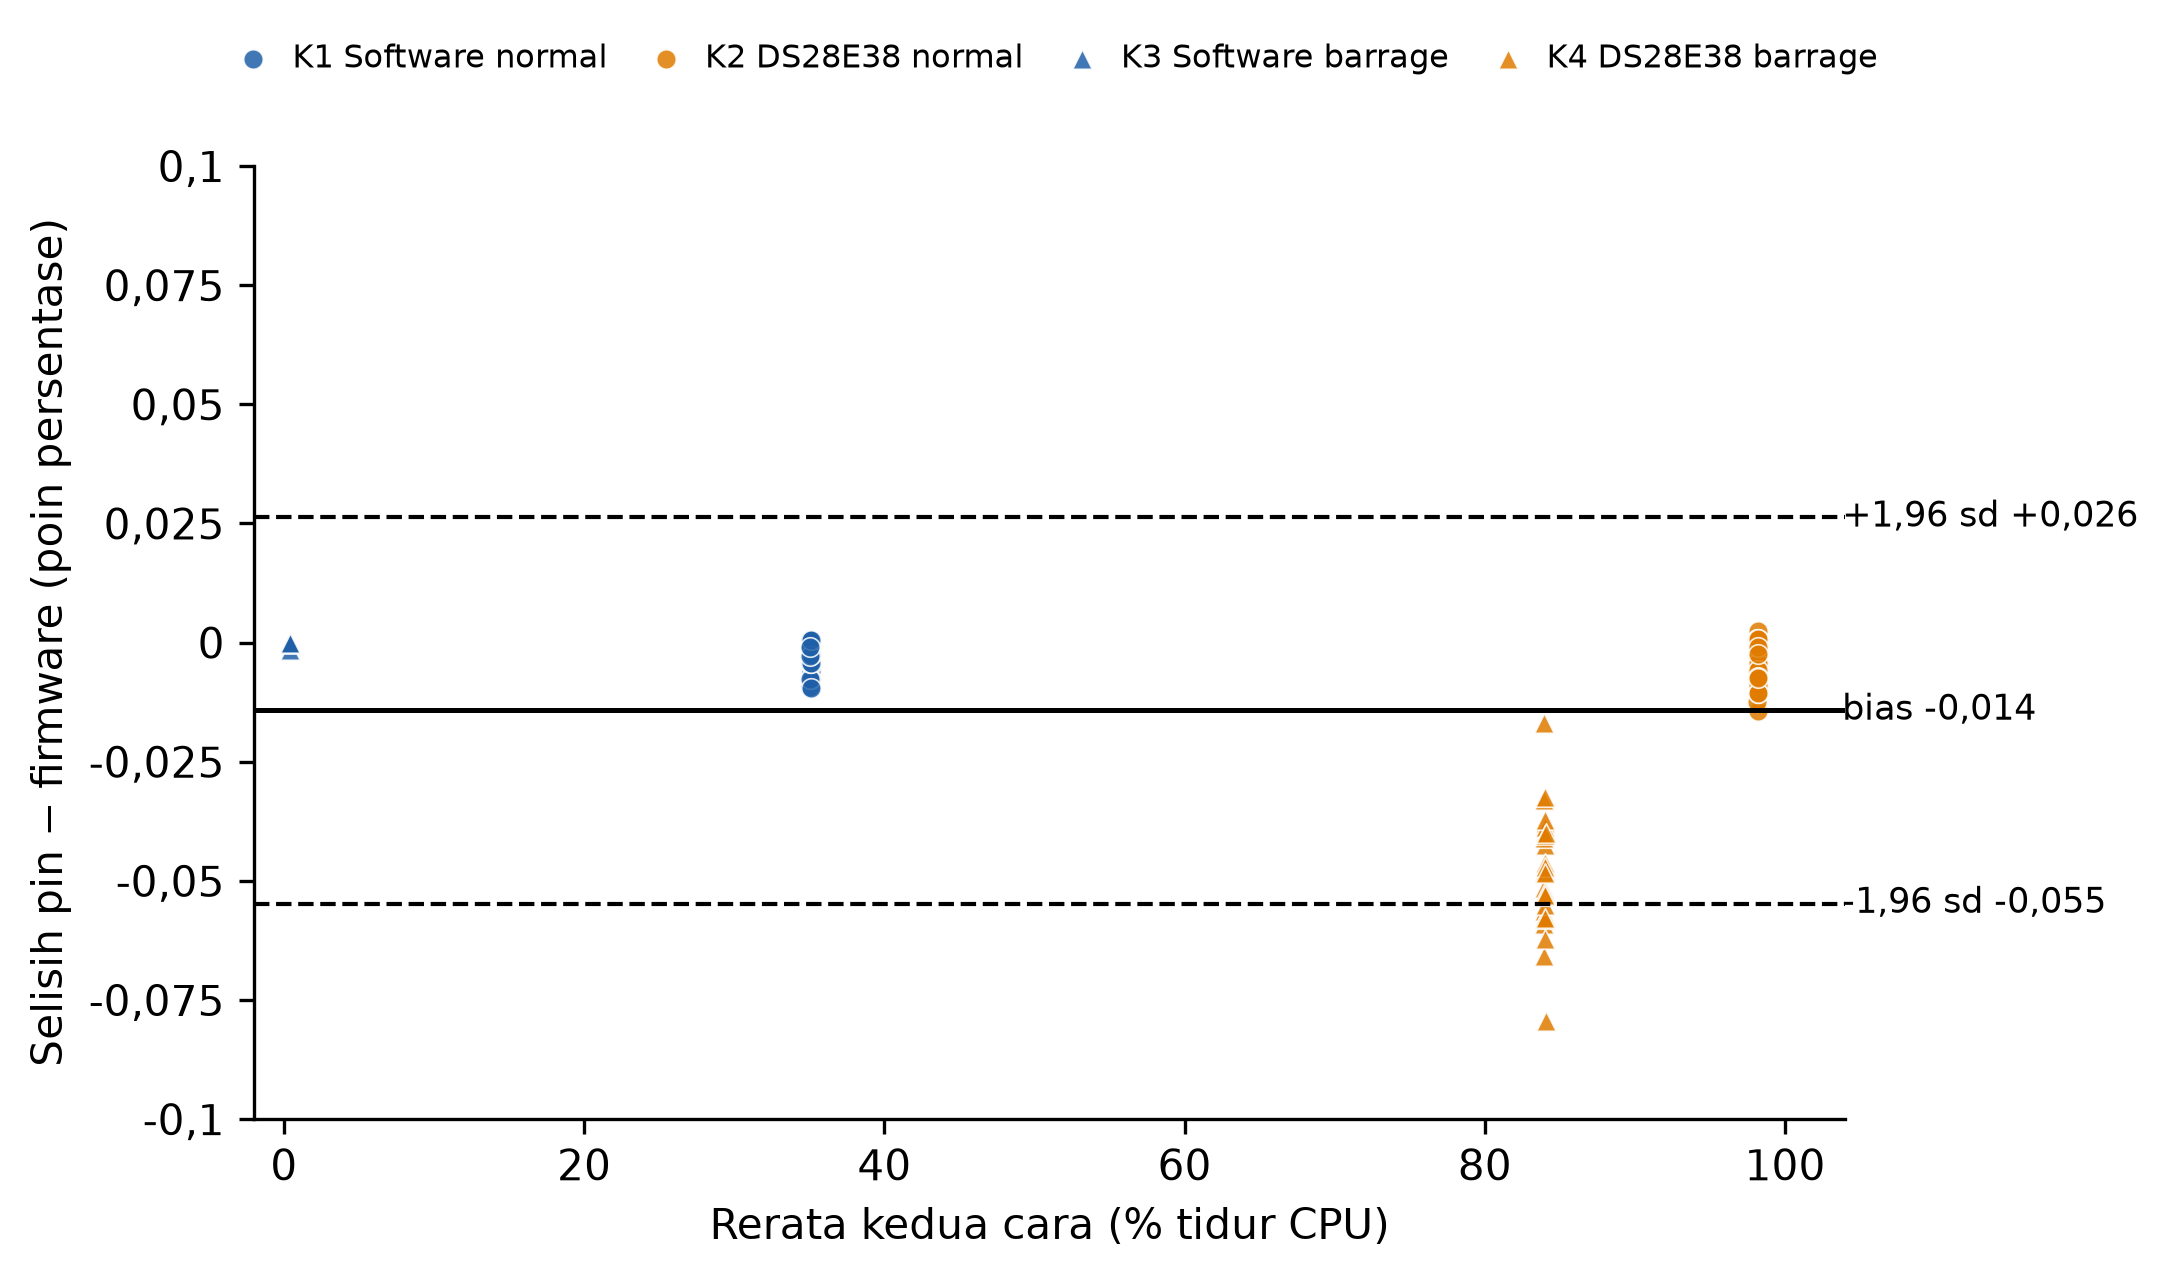 K1 Software normal
K2 DS28E38 normal
K3 Software barrage
K4 DS28E38 barrage
Selisih pin − firmware (poin persentase)
0,1
0,075
0,05
0,025
0
-0,025
-0,05
-0,075
-0,1
+1,96 sd +0,026
bias -0,014
-1,96 sd -0,055
0
20
40
60
80
100
Rerata kedua cara (% tidur CPU)